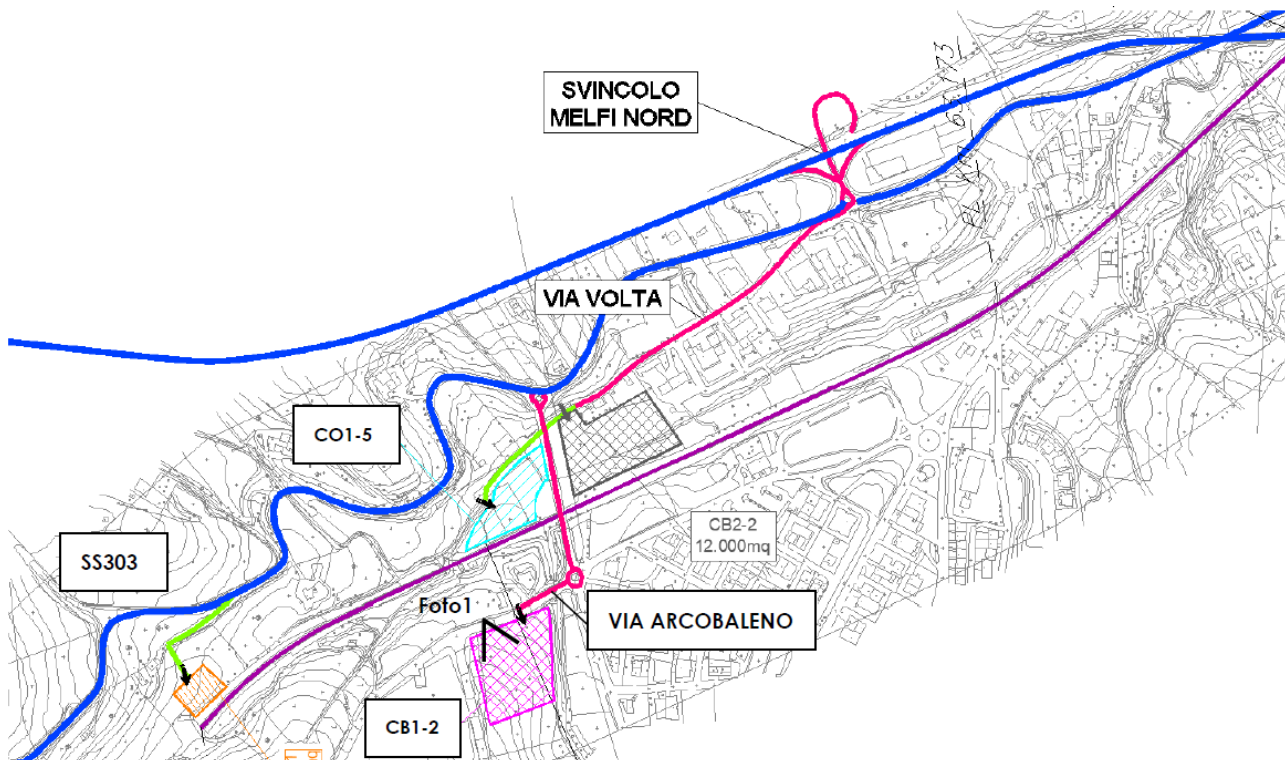 SVINCOLO
MELFI NORD
VIA VOLTA
CO1-5
SS303
CB2-2
12.000mq
Foto1
VIA ARCOBALENO
CB1-2